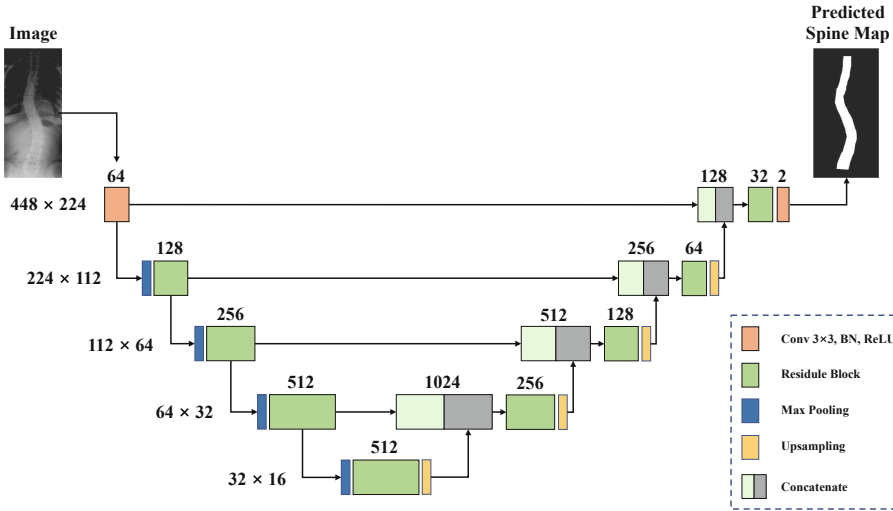 Image
Predicted
Spine Map
64
128
32
2
448 × 224
128
256
64
224 × 112
256
512
128
112 × 64
512
1024
256
64 × 32
512
32 × 16
Conv 3×3, BN, ReLU
Residule Block
Max Pooling
Upsampling
Concatenate